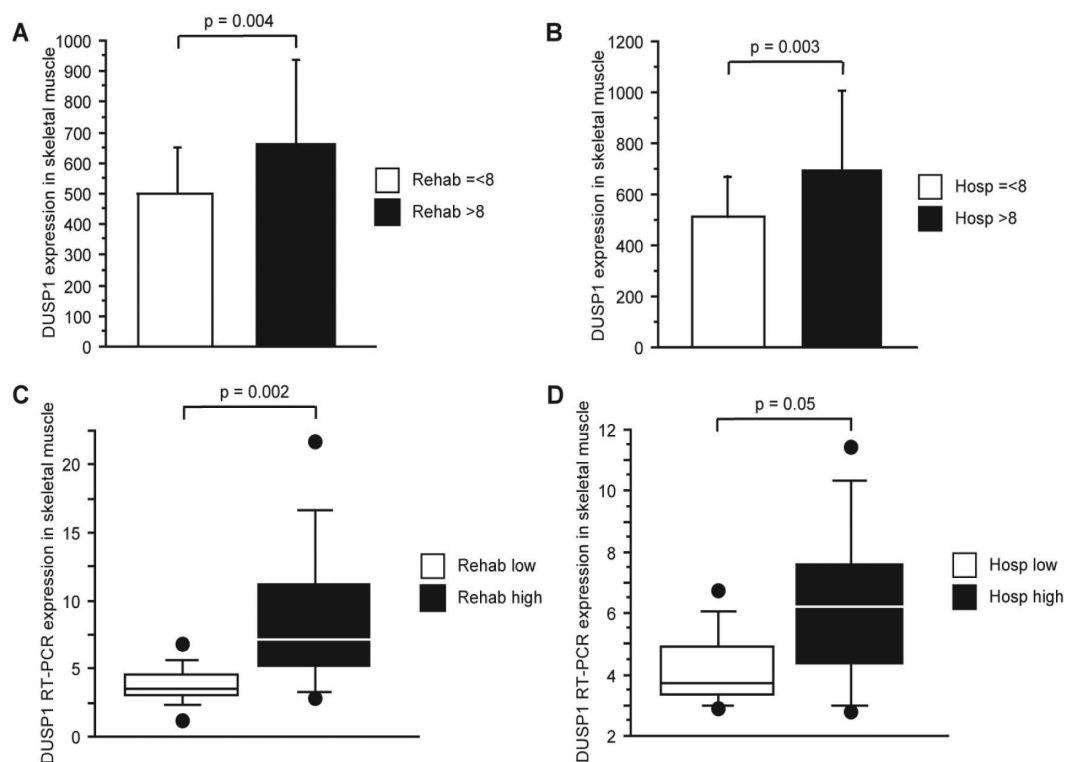 A
p = 0.004
DUSP1 expression in skeletal muscle
1000
900
800
700
600
500
400
300
200
100
0
Rehab =<8
Rehab >8
B
p = 0.003
DUSP1 expression in skeletal muscle
1200
1000
800
600
400
200
0
Hosp =<8
Hosp >8
C
p = 0.002
DUSP1 RT-PCR expression in skeletal muscle
20
15
10
5
0
Rehab low
Rehab high
D
p = 0.05
DUSP1 RT-PCR expression in skeletal muscle
12
10
8
6
4
2
Hosp low
Hosp high